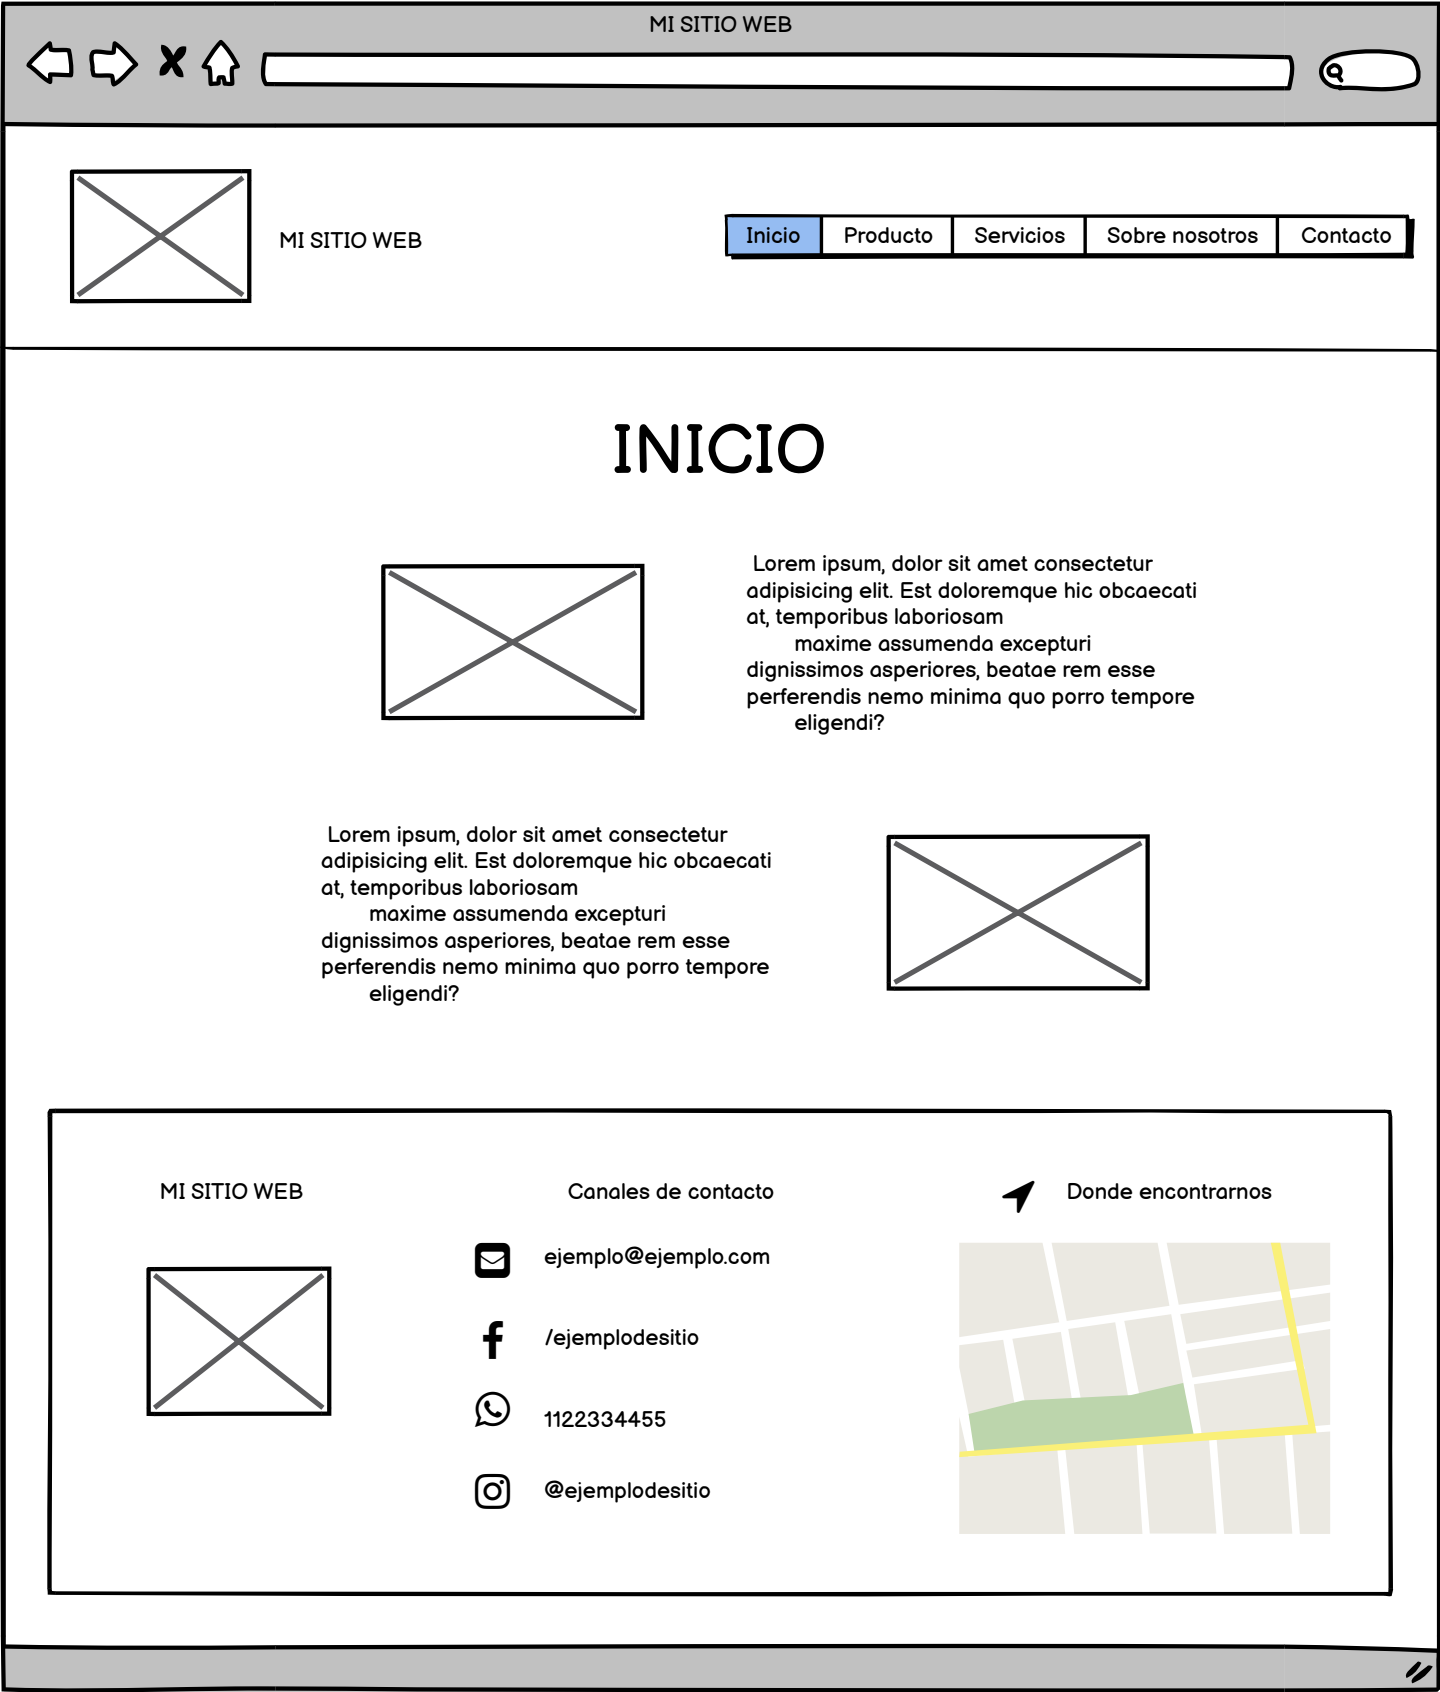 MI SITIO WEB
MI SITIO WEB
Inicio Producto Servicios Sobre nosotros Contacto
INICIO
Lorem ipsum, dolor sit amet consectetur
adipisicing elit. Est doloremque hic obcaecati
at, temporibus laboriosam
maxime assumenda excepturi
dignissimos asperiores, beatae rem esse
perferendis nemo minima quo porro tempore
eligendi?
Lorem ipsum, dolor sit amet consectetur
adipisicing elit. Est doloremque hic obcaecati
at, temporibus laboriosam
maxime assumenda excepturi
dignissimos asperiores, beatae rem esse
perferendis nemo minima quo porro tempore
eligendi?
MI SITIO WEB
Canales de contacto
ejemplo@ejemplo.com
/ejemplodesitio
1122334455
@ejemplodesitio
Donde encontrarnos